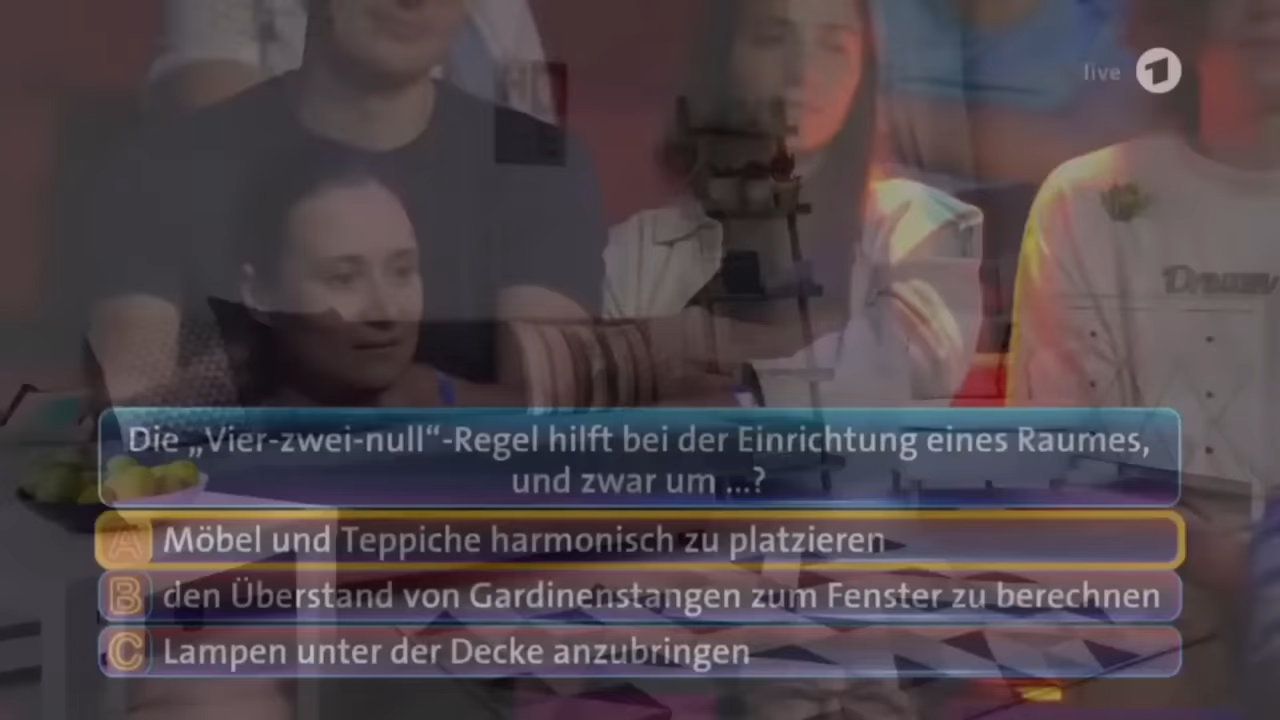 live 1
Die „Vier-zwei-null“-Regel hilft bei der Einrichtung eines Raumes,
und zwar um ...?
A Möbel und Teppiche harmonisch zu platzieren
B den Überstand von Gardinenstangen zum Fenster zu berechnen
C Lampen unter der Decke anzubringen